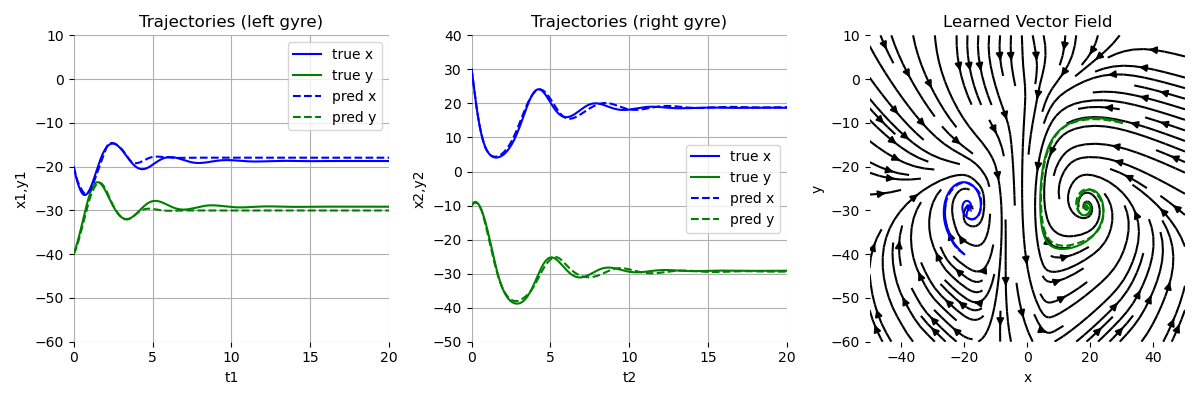 Trajectories (left gyre)
10
0
−10
−20
−30
−40
−50
−60
0
5
10
15
20
x1,y1
t1
true x
true y
pred x
pred y
Trajectories (right gyre)
40
30
20
10
0
−10
−20
−30
−40
−50
0
5
10
15
20
x2,y2
t2
true x
true y
pred x
pred y
Learned Vector Field
10
0
−10
−20
−30
−40
−50
−60
−40
−20
0
20
40
y
x